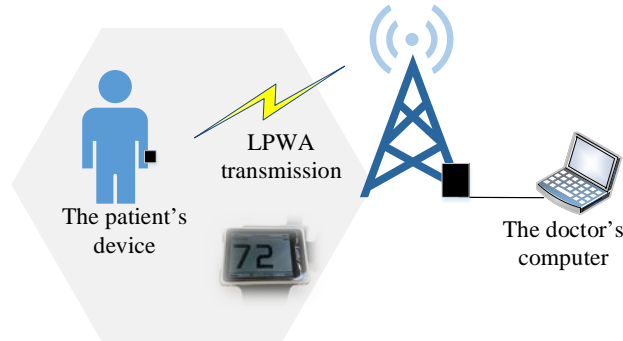 LPWA
transmission
The patient's
device
72
The doctor's
computer